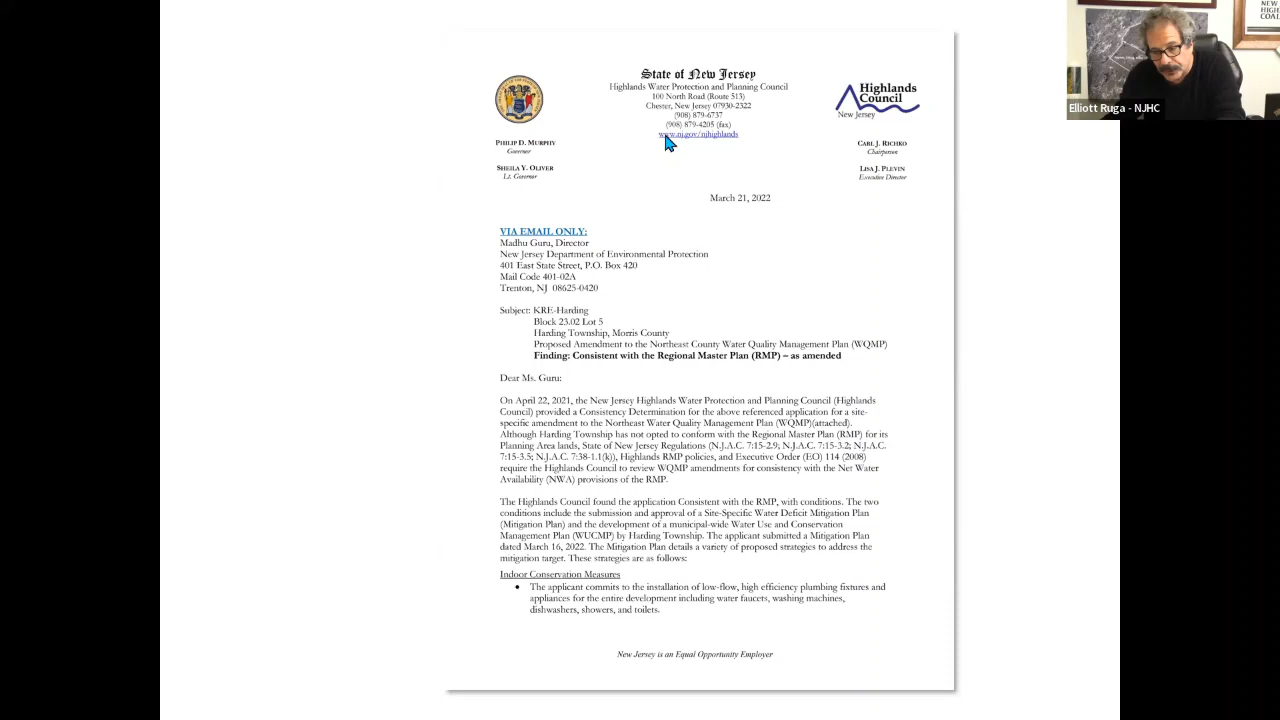 State of New Jersey
Highlands Water Protection and Planning Council
100 North Road (Route 513)
Chester, New Jersey 07930-2322
(908) 879-6737
(908) 879-4205 (fax)
www.nj.gov/njhighlands
Highlands
Council
New Jersey
PHILIP D. MURPHY
Governor
SHEILA Y. OLIVER
Lt. Governor
CARL J. RICHKO
Chairperson
LISA J. PLEVIN
Executive Director
March 21, 2022
VIA EMAIL ONLY:
Madhu Guru, Director
New Jersey Department of Environmental Protection
401 East State Street, P.O. Box 420
Mail Code 401-02A
Trenton, NJ 08625-0420
Subject: KRE-Harding
Block 23.02 Lot 5
Harding Township, Morris County
Proposed Amendment to the Northeast County Water Quality Management Plan (WQMP)
Finding: Consistent with the Regional Master Plan (RMP) – as amended
Dear Ms. Guru:
On April 22, 2021, the New Jersey Highlands Water Protection and Planning Council (Highlands
Council) provided a Consistency Determination for the above referenced application for a site-
specific amendment to the Northeast Water Quality Management Plan (WQMP)(attached).
Although Harding Township has not opted to conform with the Regional Master Plan (RMP) for its
Planning Area lands, State of New Jersey Regulations (N.J.A.C. 7:15-2.9; N.J.A.C. 7:15-3.2; N.J.A.C.
7:15-3.5; N.J.A.C. 7:38-1.1(k)), Highlands RMP policies, and Executive Order (EO) 114 (2008)
require the Highlands Council to review WQMP amendments for consistency with the Net Water
Availability (NWA) provisions of the RMP.
The Highlands Council found the application Consistent with the RMP, with conditions. The two
conditions include the submission and approval of a Site-Specific Water Deficit Mitigation Plan
(Mitigation Plan) and the development of a municipal-wide Water Use and Conservation
Management Plan (WUCMP) by Harding Township. The applicant submitted a Mitigation Plan
dated March 16, 2022. The Mitigation Plan details a variety of proposed strategies to address the
mitigation target. These strategies are as follows:
Indoor Conservation Measures
• The applicant commits to the installation of low-flow, high efficiency plumbing fixtures and
appliances for the entire development including water faucets, washing machines,
dishwashers, showers, and toilets.
New Jersey is an Equal Opportunity Employer
NEW
HIGH
COAL
Elliott Ruga - NJHC